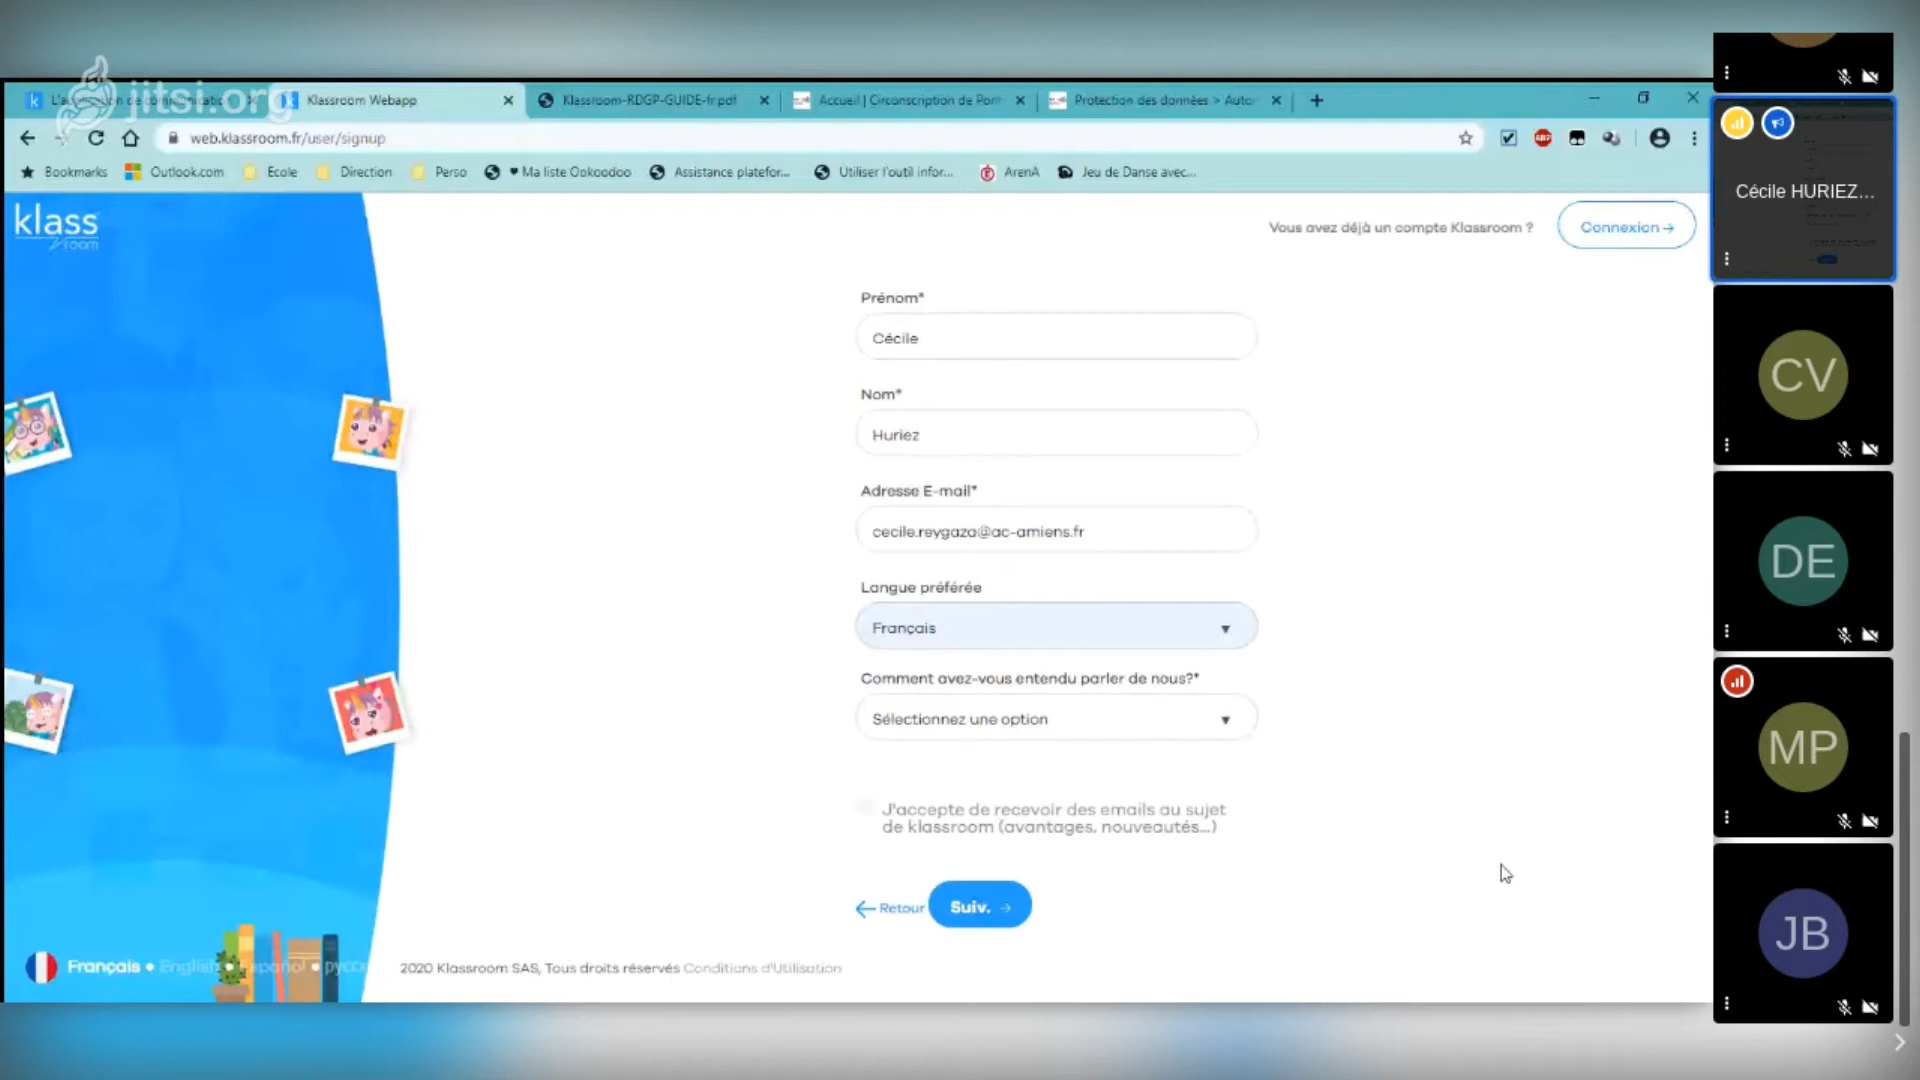 jitsi.org
Klassroom Webapp
Klassroom-RDGP-GUIDE-fr.pdf
Accueil | Circonscription de Pont
Protection des données > Autor
web.klassroom.fr/user/signup
ABP
Bookmarks
Outlook.com
Ecole
Direction
Perso
♥ Ma liste Ookoodoo
Assistance platefor...
Utiliser l'outil infor...
ArenA
Jeu de Danse avec...
klass
room
Vous avez déjà un compte Klassroom ?
Connexion →
Prénom*
Cécile
Nom*
Huriez
Adresse E-mail*
cecile.reygaza@ac-amiens.fr
Langue préférée
Français
Comment avez-vous entendu parler de nous?*
Sélectionnez une option
J'accepte de recevoir des emails au sujet
de klassroom (avantages, nouveautés...)
← Retour
Suiv. →
Français • English • Español •
2020 Klassroom SAS, Tous droits réservés Conditions d'Utilisation
Cécile HURIEZ...
CV
DE
MP
JB